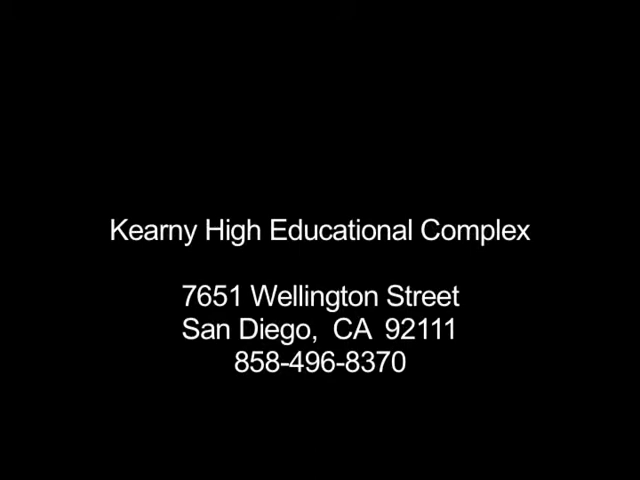 Kearny High Educational Complex
7651 Wellington Street
San Diego,  CA  92111
858-496-8370